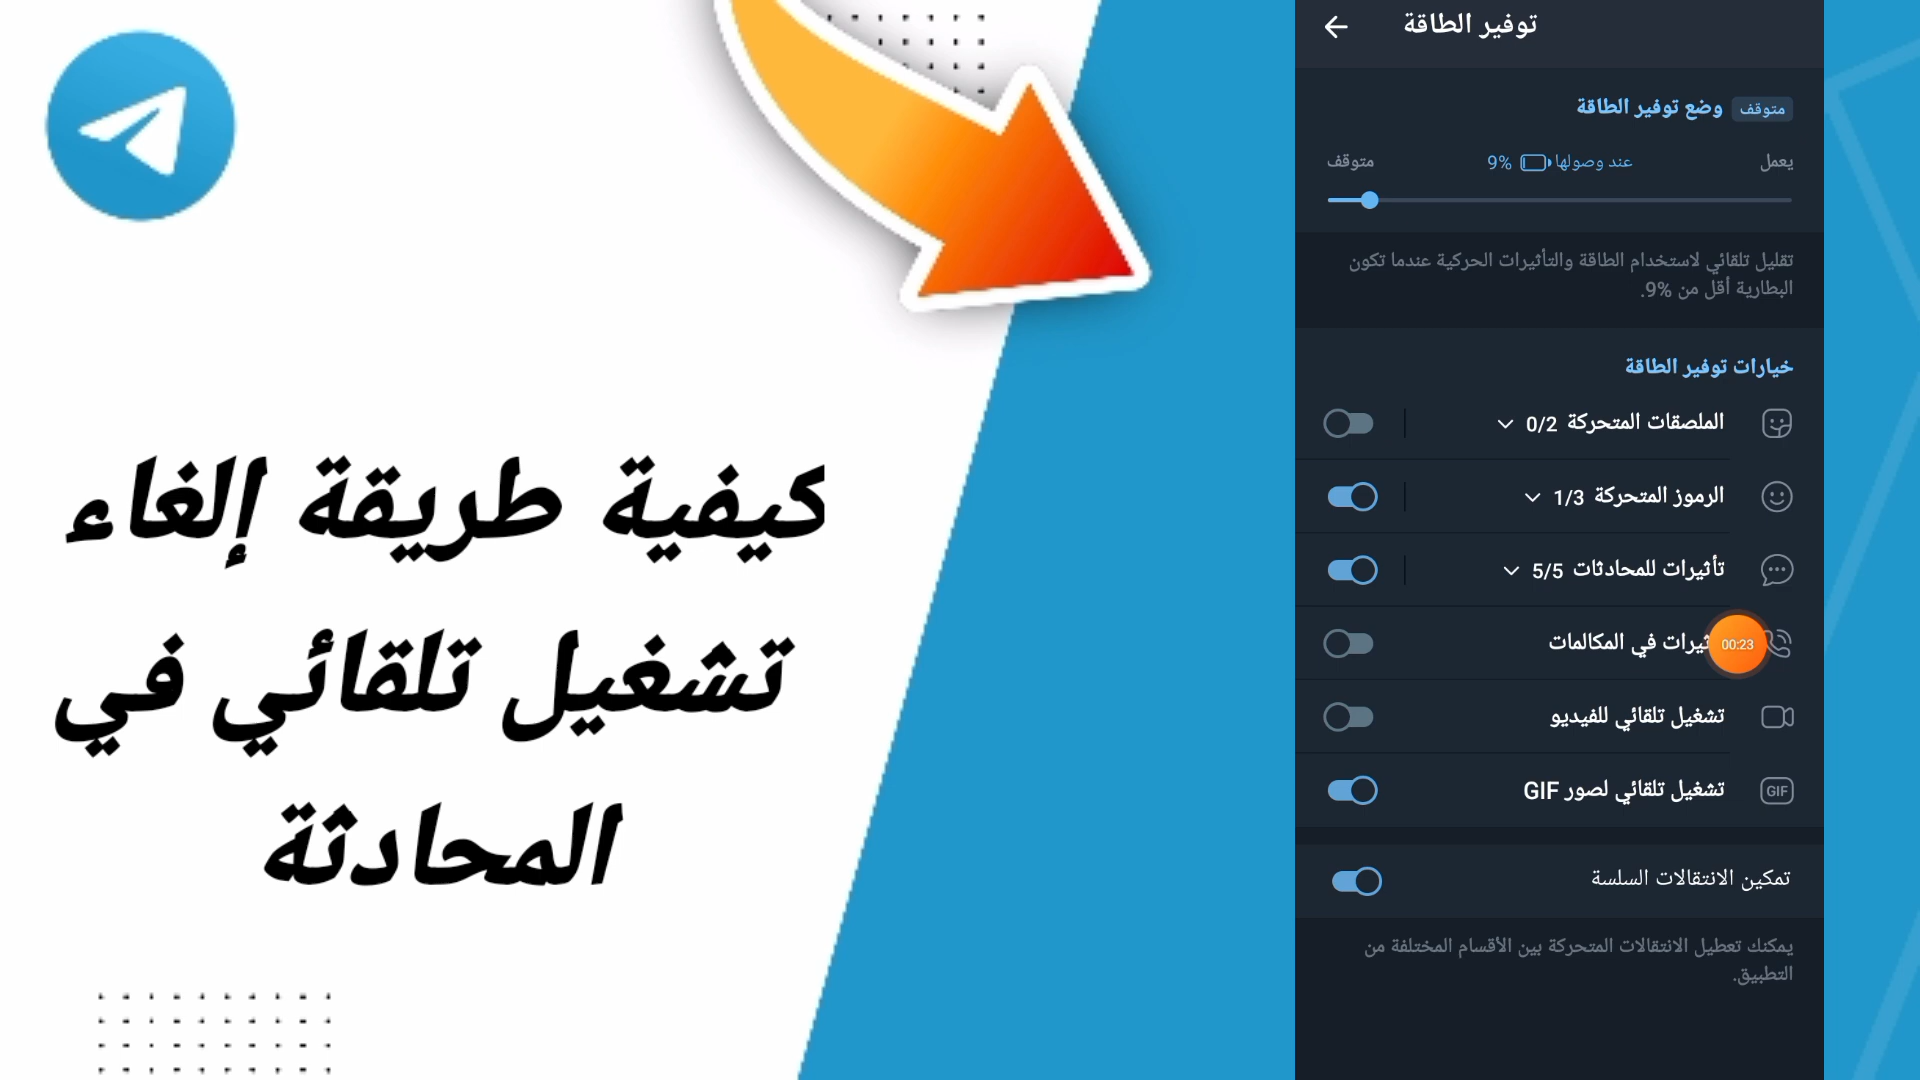 كيفية طريقة إلغاء
تشغيل تلقائي في
المحادثة
توفير الطاقة
وضع توفير الطاقة متوقف
يعمل عند وصولها 9% متوقف
تقليل تلقائي لاستخدام الطاقة والتأثيرات الحركية عندما تكون
البطارية أقل من 9%.
خيارات توفير الطاقة
الملصقات المتحركة 0/2
الرموز المتحركة 1/3
تأثيرات للمحادثات 5/5
00:23
في المكالمات
تشغيل تلقائي للفيديو
تشغيل تلقائي لصور GIF
GIF
تمكين الانتقالات السلسة
يمكنك تعطيل الانتقالات المتحركة بين الأقسام المختلفة من
التطبيق.